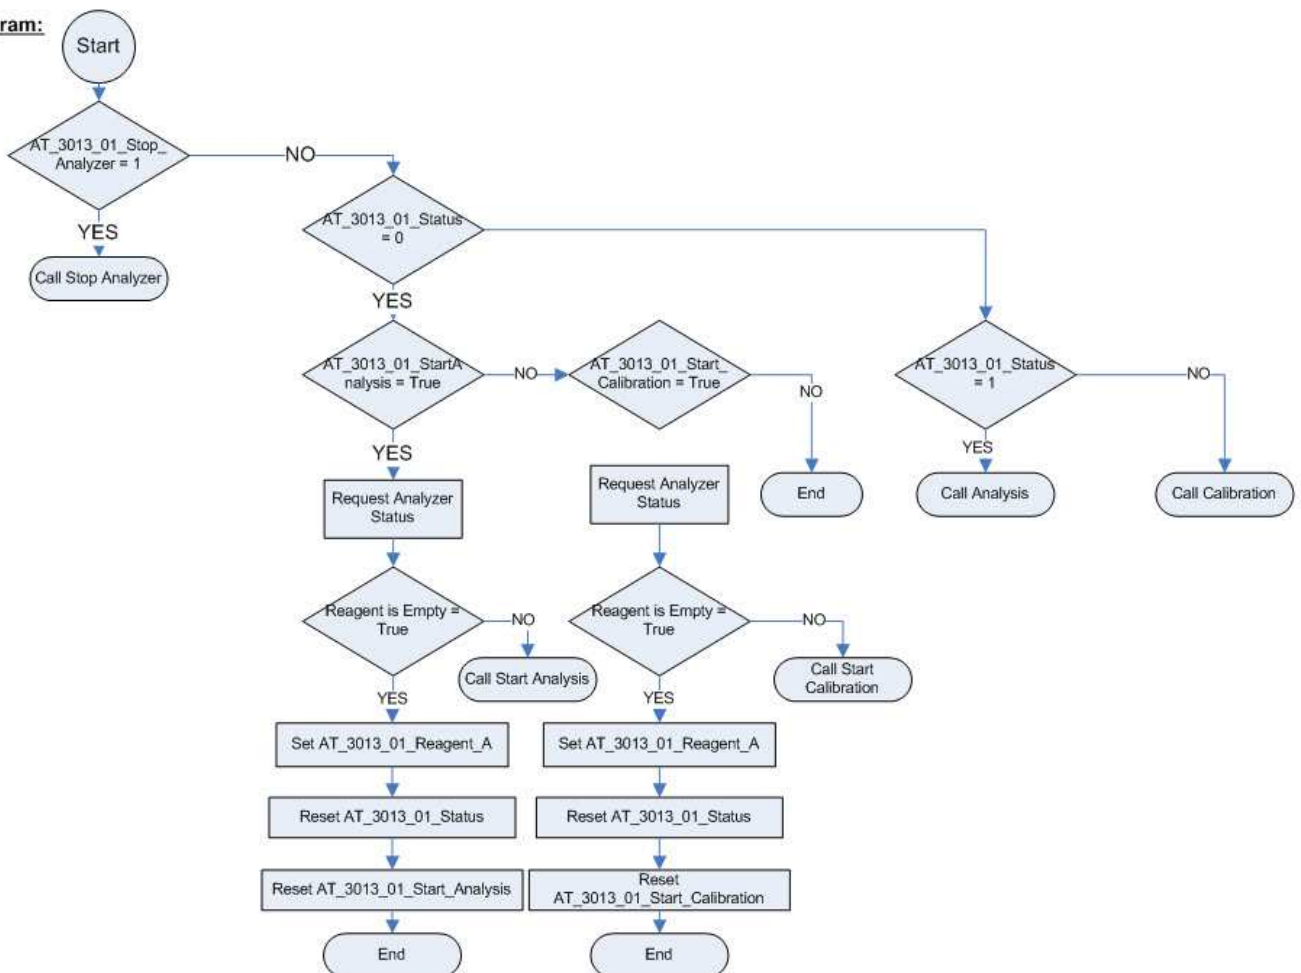 ram:
Start
AT_3013_01_Stop_
Analyzer = 1
NO
YES
Call Stop Analyzer
AT_3013_01_Status
= 0
YES
AT_3013_01_StartA
nalysis = True
NO
AT_3013_01_Start_
Calibration = True
NO
End
AT_3013_01_Status
= 1
NO
YES
Call Analysis
Call Calibration
YES
Request Analyzer
Status
Request Analyzer
Status
Reagent is Empty =
True
NO
Call Start Analysis
Reagent is Empty =
True
NO
Call Start
Calibration
YES
YES
Set AT_3013_01_Reagent_A
Set AT_3013_01_Reagent_A
Reset AT_3013_01_Status
Reset AT_3013_01_Status
Reset AT_3013_01_Start_Analysis
Reset
AT_3013_01_Start_Calibration
End
End